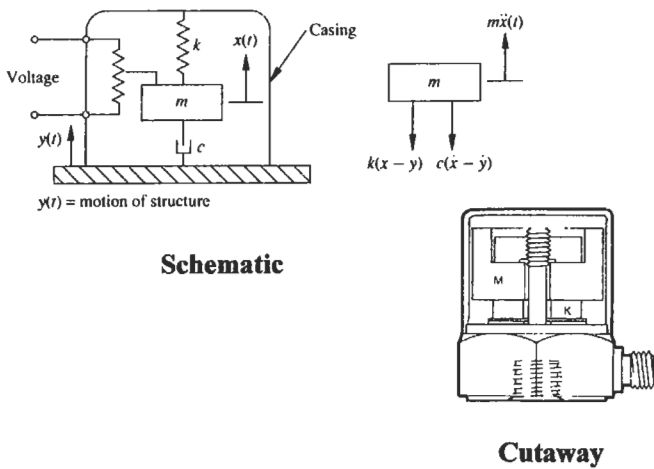 Casing
k
x(t)
mẍ(t)
Voltage
m
m
y(t)
c
k(x − y) c(ẋ − ẏ)
y(t) = motion of structure
Schematic
M
K
Cutaway